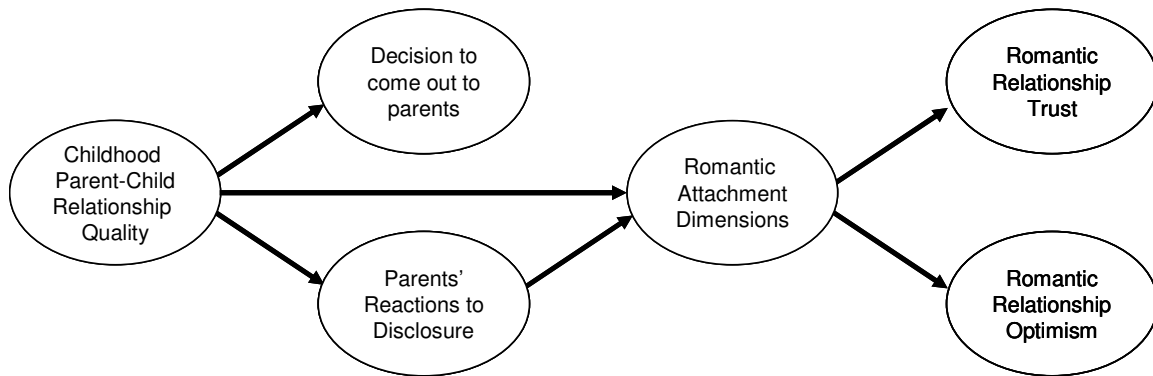 Decision to
come out to
parents
Romantic
Relationship
Trust
Childhood
Parent-Child
Relationship
Quality
Romantic
Attachment
Dimensions
Parents’
Reactions to
Disclosure
Romantic
Relationship
Optimism